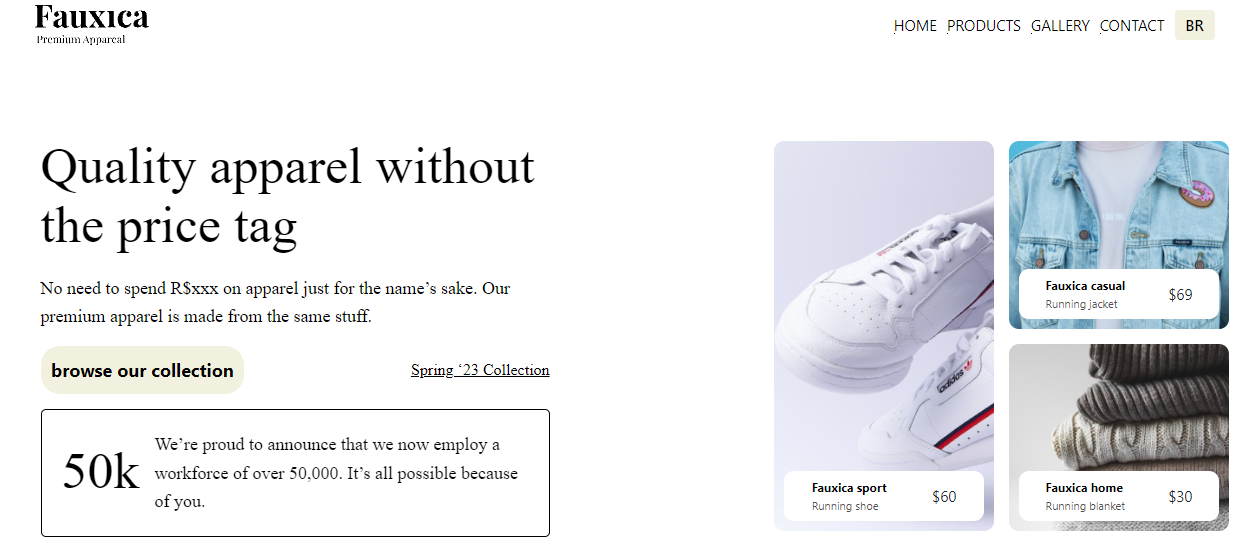 Fauxica
Premium Appareal
HOME PRODUCTS GALLERY CONTACT BR
Quality apparel without
the price tag
No need to spend R$xxx on apparel just for the name’s sake. Our
premium apparel is made from the same stuff.
browse our collection
Spring ‘23 Collection
50k
We’re proud to announce that we now employ a
workforce of over 50,000. It’s all possible because
of you.
adidas
Fauxica sport
Running shoe
$60
Fauxica casual
Running jacket
$69
Fauxica home
Running blanket
$30